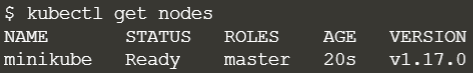 $ kubectl get nodes
NAME STATUS ROLES AGE VERSION
minikube Ready master 20s v1.17.0